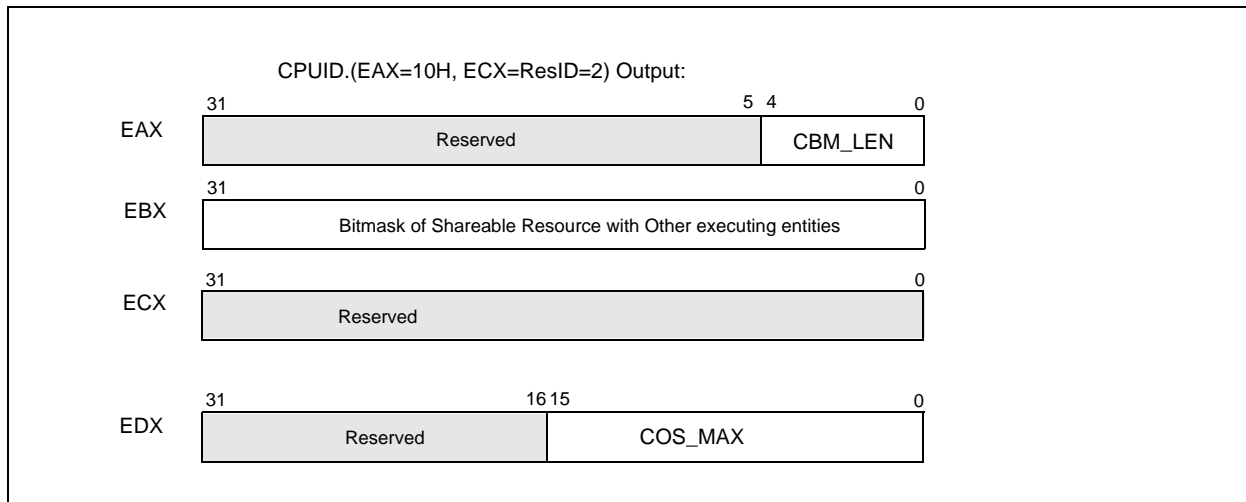 CPUID.(EAX=10H, ECX=ResID=2) Output:
31 5 4 0
EAX Reserved CBM_LEN
31 0
EBX Bitmask of Shareable Resource with Other executing entities
31 0
ECX Reserved
31 16 15 0
EDX Reserved COS_MAX